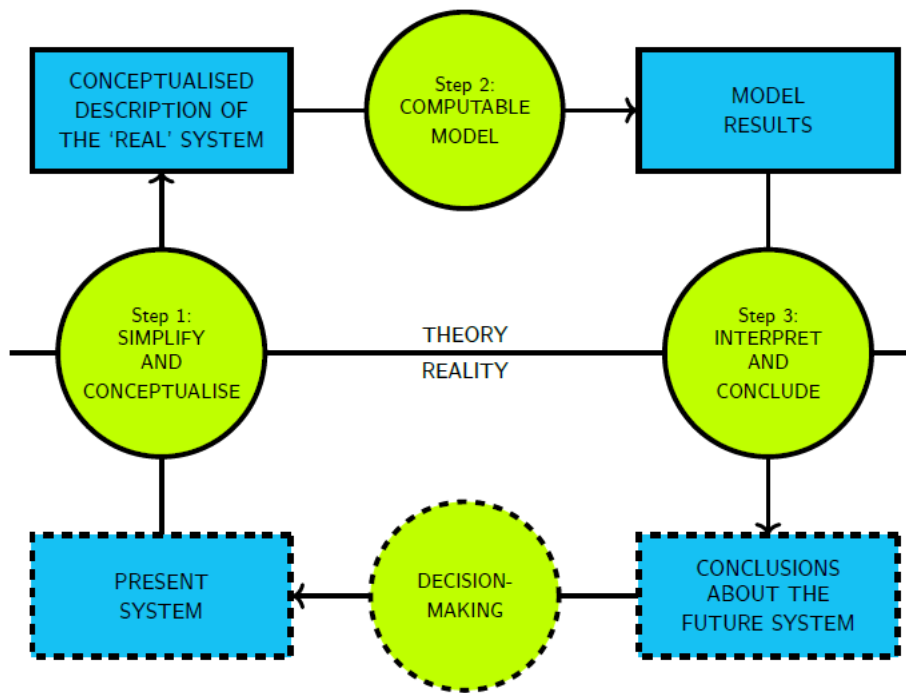 CONCEPTUALISED
DESCRIPTION OF
THE ‘REAL’ SYSTEM
Step 2:
COMPUTABLE
MODEL
MODEL
RESULTS
Step 1:
SIMPLIFY
AND
CONCEPTUALISE
THEORY
REALITY
Step 3:
INTERPRET
AND
CONCLUDE
PRESENT
SYSTEM
DECISION-
MAKING
CONCLUSIONS
ABOUT THE
FUTURE SYSTEM